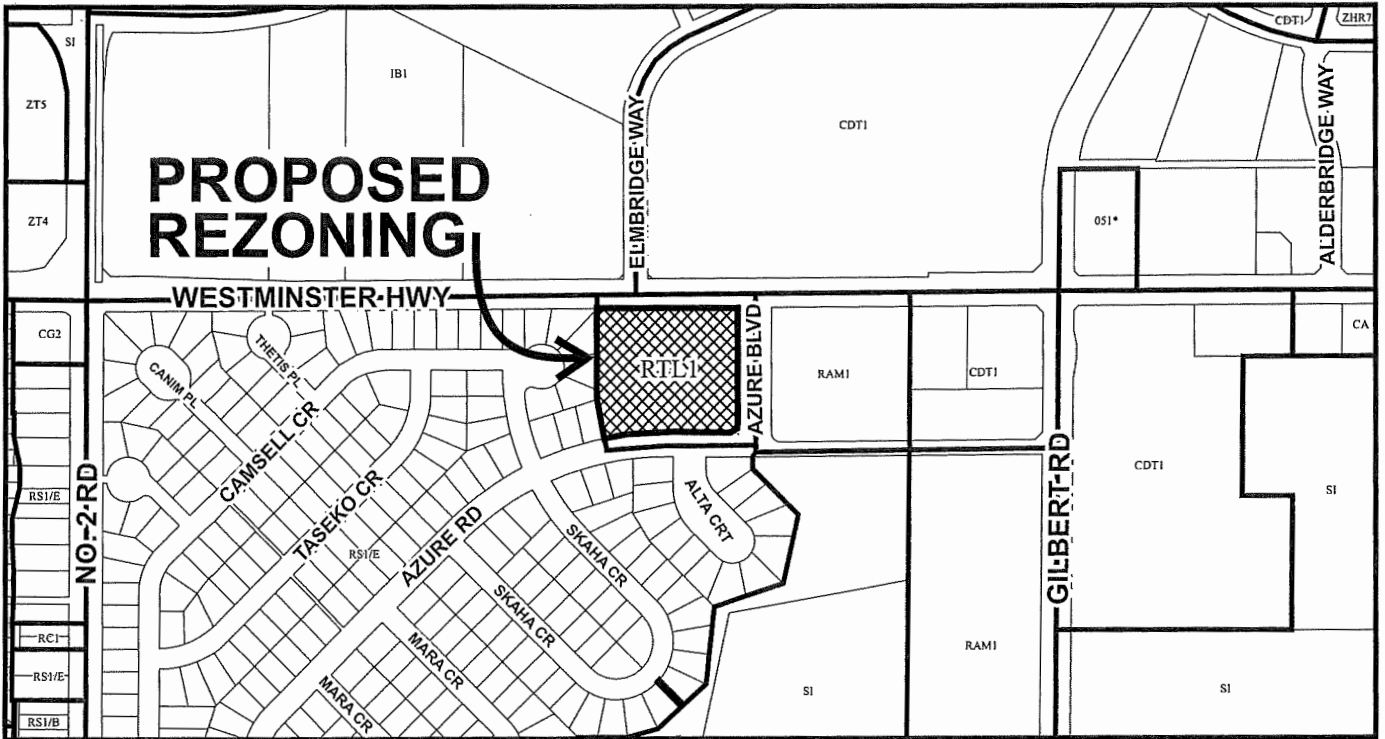 SI
CDT1
ZHR7
ZT5
IB1
CDT1
ELMBRIDGE WAY
ALDERBRIDGE WAY
PROPOSED
REZONING
ZT4
051*
WESTMINSTER HWY
CG2
THETIS PL
CANIM PL
RTL1
AZURE BLVD
RAM1
CDT1
CA
CAMSELL CR
NO. 2 RD
RS1/E
TASEKO CR
RS1/E
AZURE RD
ALTA CRT
SKAHA CR
SKAHA CR
GILBERT RD
CDT1
SI
RC1
MARA CR
RAM1
RS1/E
MARA CR
SI
SI
RS1/B